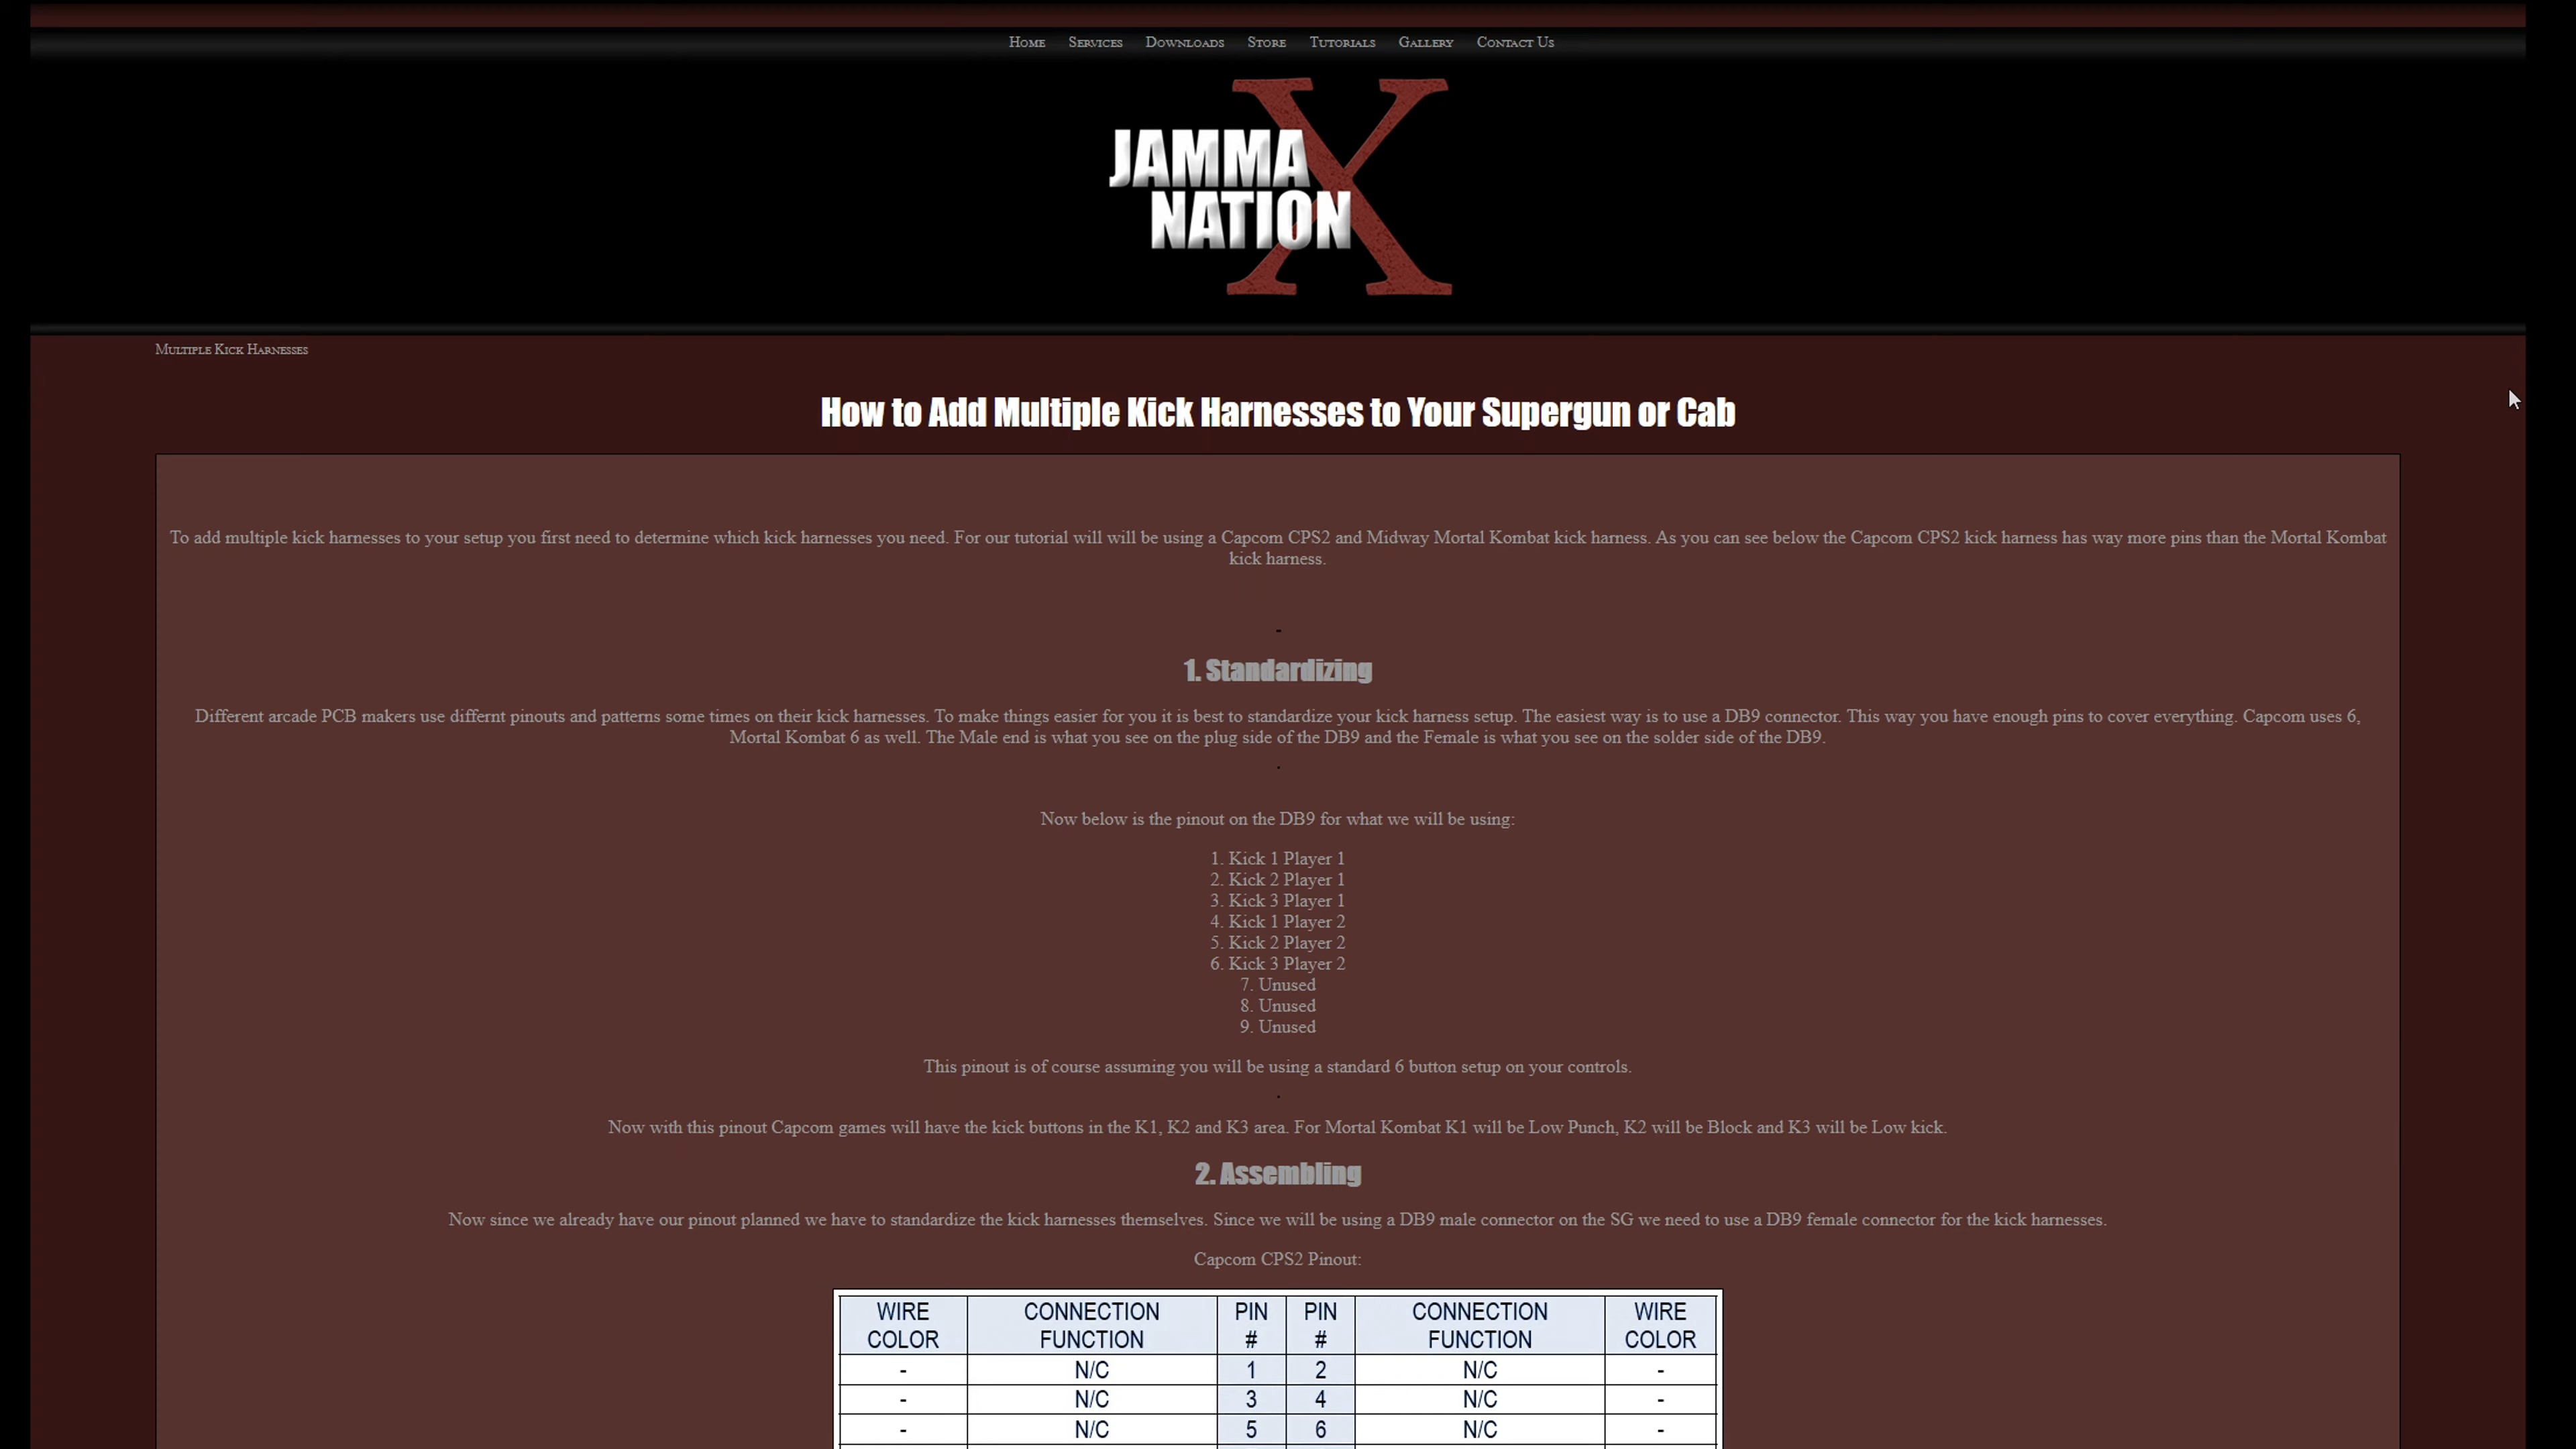 Home Services Downloads Store Tutorials Gallery Contact Us
JAMMA
NATION
X
Multiple Kick Harnesses
How to Add Multiple Kick Harnesses to Your Supergun or Cab
To add multiple kick harnesses to your setup you first need to determine which kick harnesses you need. For our tutorial will will be using a Capcom CPS2 and Midway Mortal Kombat kick harness. As you can see below the Capcom CPS2 kick harness has way more pins than the Mortal Kombat
kick harness.
-
1. Standardizing
Different arcade PCB makers use differnt pinouts and patterns some times on their kick harnesses. To make things easier for you it is best to standardize your kick harness setup. The easiest way is to use a DB9 connector. This way you have enough pins to cover everything. Capcom uses 6,
Mortal Kombat 6 as well. The Male end is what you see on the plug side of the DB9 and the Female is what you see on the solder side of the DB9.
.
Now below is the pinout on the DB9 for what we will be using:
1. Kick 1 Player 1
2. Kick 2 Player 1
3. Kick 3 Player 1
4. Kick 1 Player 2
5. Kick 2 Player 2
6. Kick 3 Player 2
7. Unused
8. Unused
9. Unused
This pinout is of course assuming you will be using a standard 6 button setup on your controls.
.
Now with this pinout Capcom games will have the kick buttons in the K1, K2 and K3 area. For Mortal Kombat K1 will be Low Punch, K2 will be Block and K3 will be Low kick.
2. Assembling
Now since we already have our pinout planned we have to standardize the kick harnesses themselves. Since we will be using a DB9 male connector on the SG we need to use a DB9 female connector for the kick harnesses.
Capcom CPS2 Pinout:
WIRE CONNECTION PIN PIN CONNECTION WIRE
COLOR FUNCTION # # FUNCTION COLOR
- N/C 1 2 N/C -
- N/C 3 4 N/C -
- N/C 5 6 N/C -